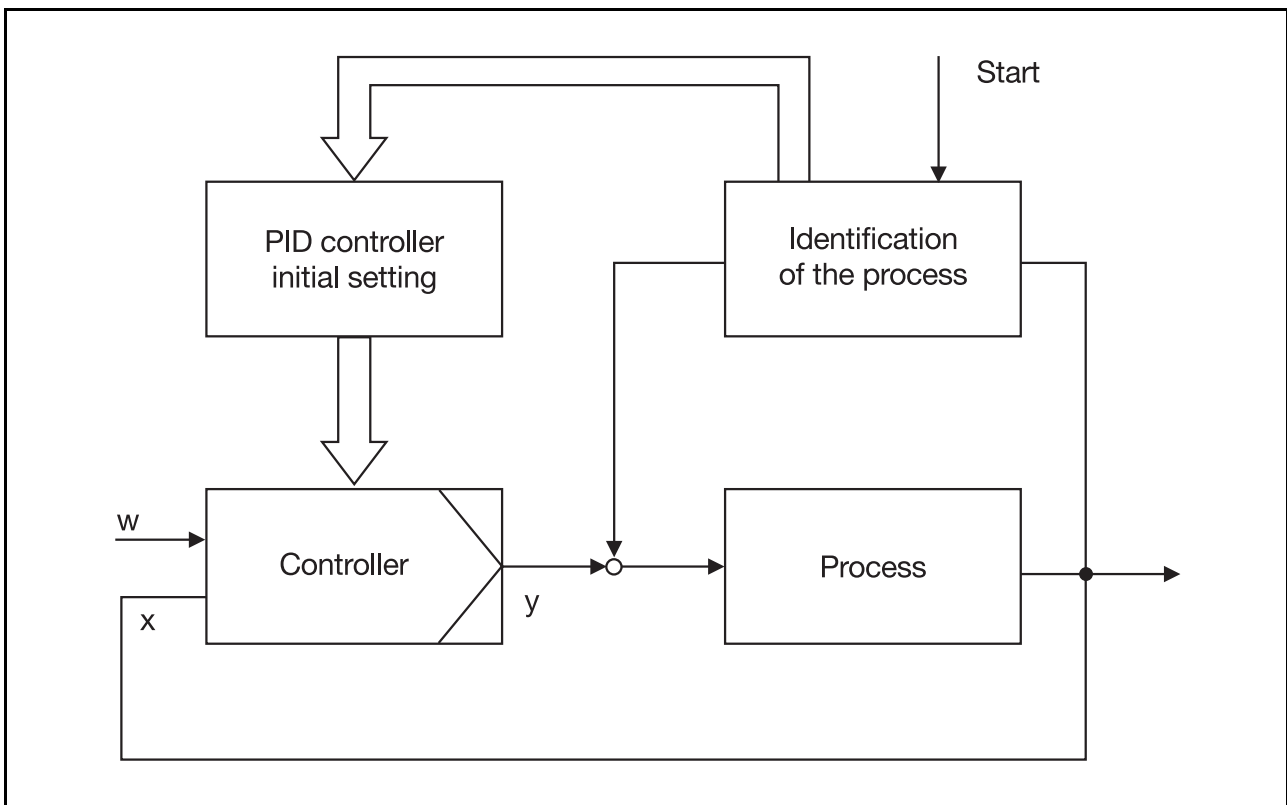 Start
PID controller
initial setting
Identification
of the process
w
Controller
Process
y
x